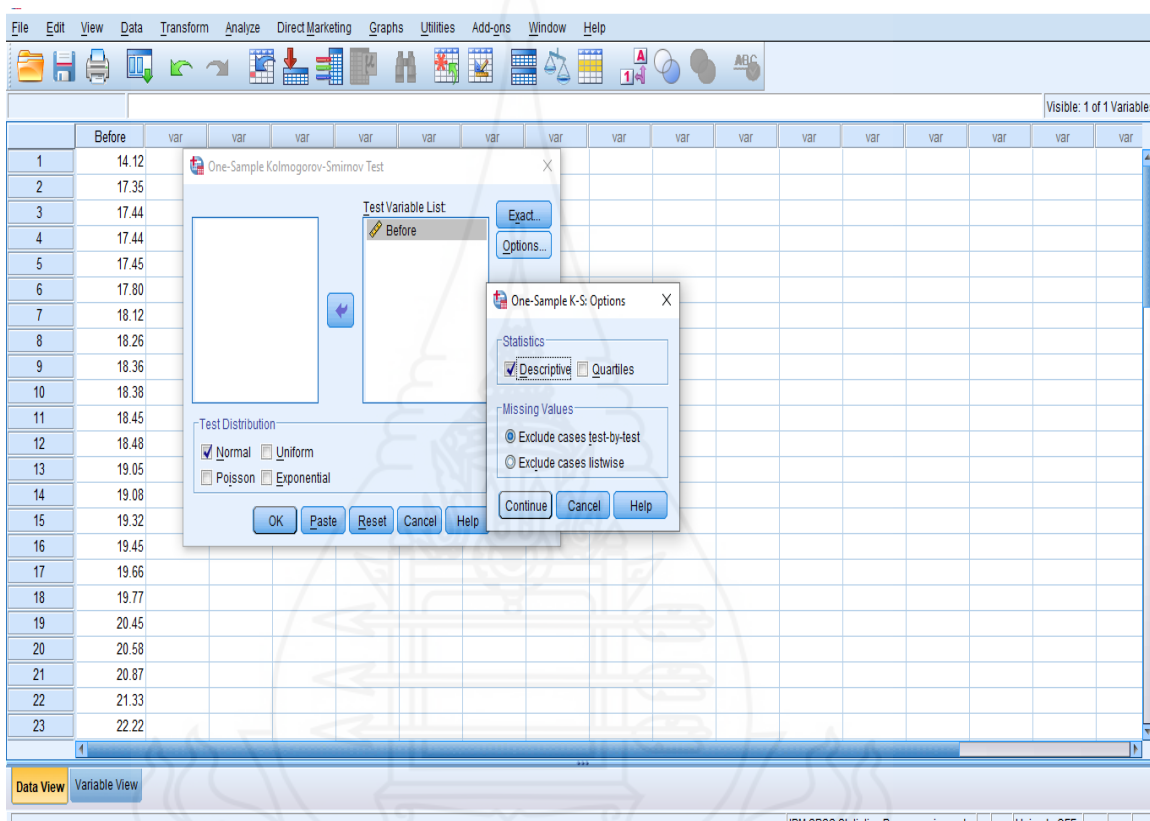 File Edit View Data Transform Analyze Direct Marketing Graphs Utilities Add-ons Window Help
Visible: 1 of 1 Variable
Before var var var var var var var var var var var var var var var var
1 14.12
2 17.35
3 17.44
4 17.44
5 17.45
6 17.80
7 18.12
8 18.26
9 18.36
10 18.38
11 18.45
12 18.48
13 19.05
14 19.08
15 19.32
16 19.45
17 19.66
18 19.77
19 20.45
20 20.58
21 20.87
22 21.33
23 22.22
One-Sample Kolmogorov-Smirnov Test
Test Variable List:
Before
Exact...
Options...
Test Distribution
Normal Uniform
Poisson Exponential
OK Paste Reset Cancel Help
One-Sample K-S: Options
Statistics
Descriptive Quartiles
Missing Values
Exclude cases test-by-test
Exclude cases listwise
Continue Cancel Help
Data View Variable View